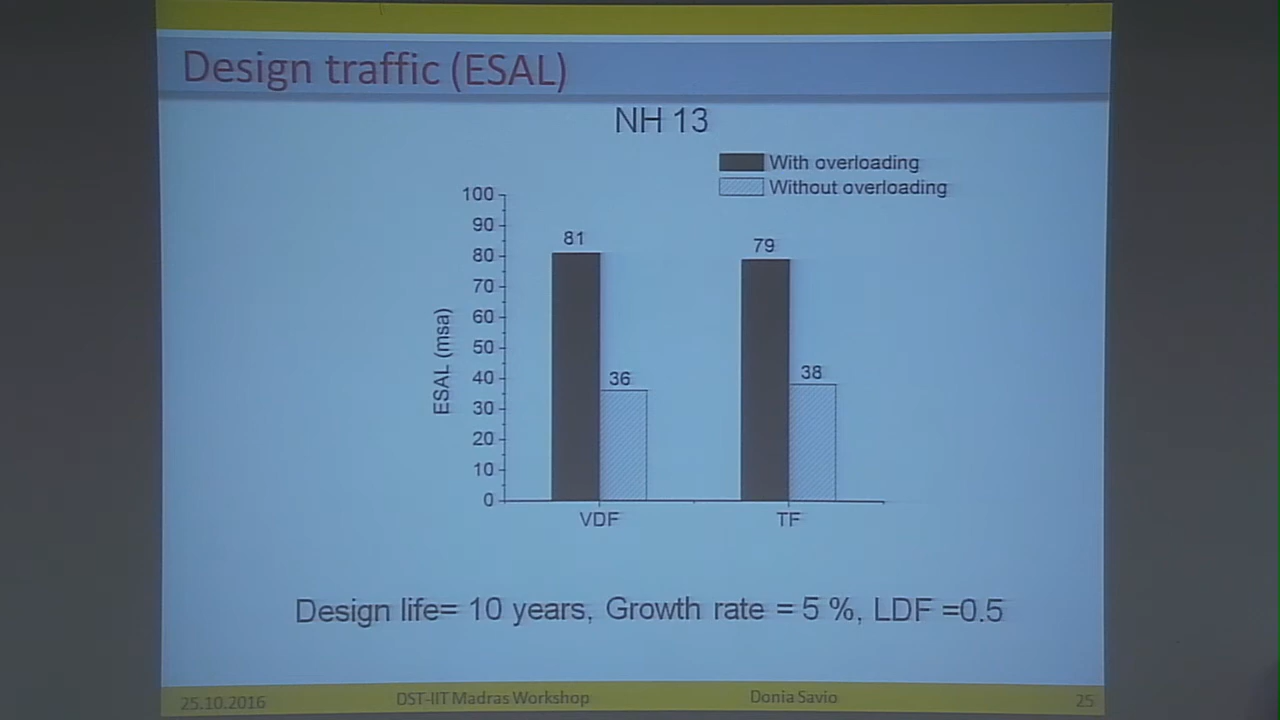 Design traffic (ESAL)
NH 13
With overloading
Without overloading
100
90
80
70
60
50
40
30
20
10
0
ESAL (msa)
81
36
79
38
VDF
TF
Design life= 10 years, Growth rate = 5 %, LDF =0.5
25.10.2016
DST-IIT Madras Workshop
Donia Savio
25